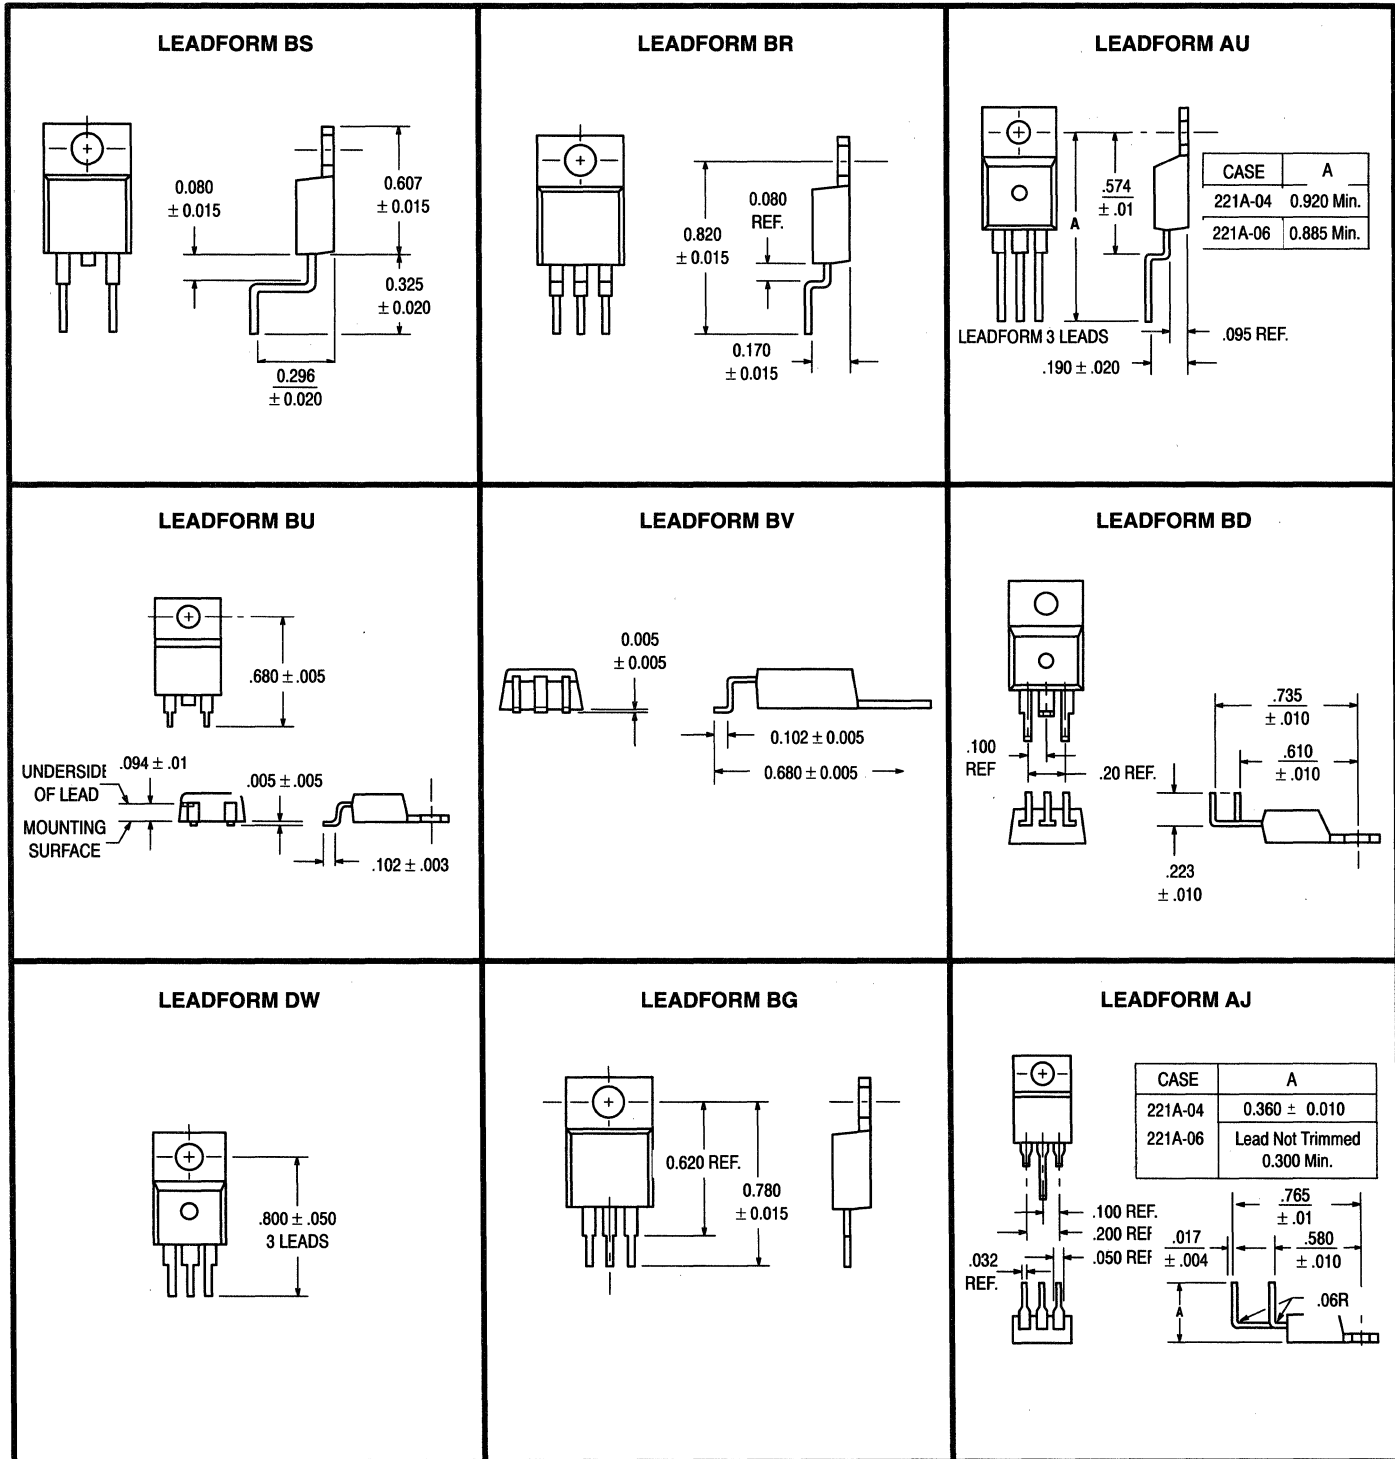 LEADFORM BS
0.080
± 0.015
0.607
± 0.015
0.325
± 0.020
0.296
± 0.020
LEADFORM BR
0.820
± 0.015
0.080
REF.
0.170
± 0.015
LEADFORM AU
A
.574
± .01
CASE A
221A-04 0.920 Min.
221A-06 0.885 Min.
LEADFORM 3 LEADS
.095 REF.
.190 ± .020
LEADFORM BU
.680 ± .005
UNDERSIDE
OF LEAD
.094 ± .01
.005 ± .005
MOUNTING
SURFACE
.102 ± .003
LEADFORM BV
0.005
± 0.005
0.102 ± 0.005
0.680 ± 0.005
LEADFORM BD
.100
REF
.20 REF.
.735
± .010
.610
± .010
.223
± .010
LEADFORM DW
.800 ± .050
3 LEADS
LEADFORM BG
0.620 REF.
0.780
± 0.015
LEADFORM AJ
CASE A
221A-04 0.360 ± 0.010
221A-06 Lead Not Trimmed
0.300 Min.
.100 REF.
.200 REF
.050 REF
.032
REF.
.765
± .01
.017
± .004
.580
± .010
.06R
A